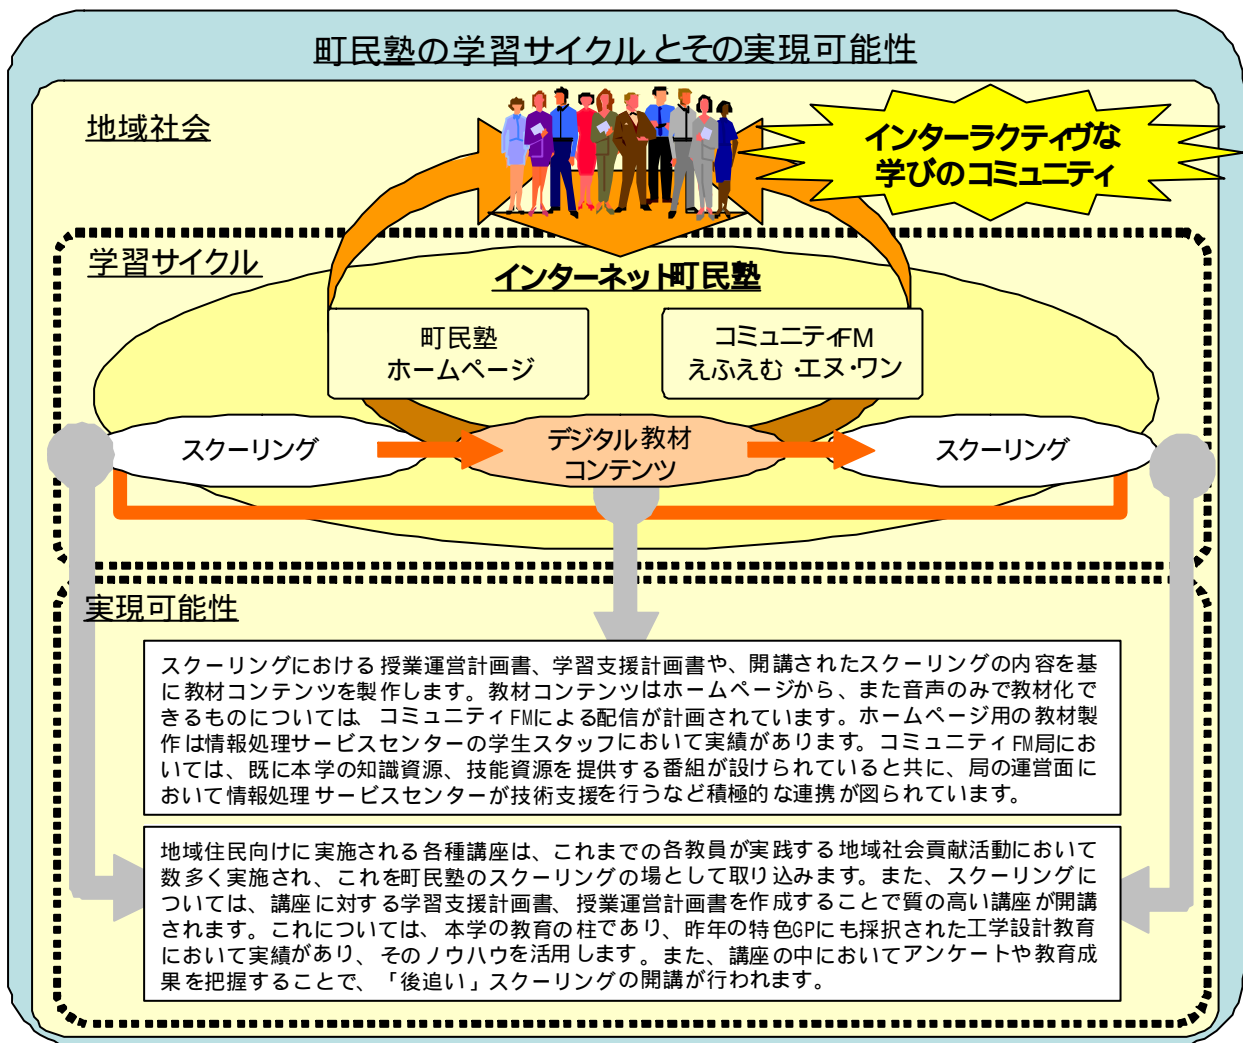 町民塾の学習サイクルとその実現可能性
地域社会
インターラクティヴな
学びのコミュニティ
学習サイクル
インターネット町民塾
町民塾
ホームページ
コミュニティFM
えふえむ・エヌ・ワン
スクーリング
デジタル教材
コンテンツ
スクーリング
実現可能性
スクーリングにおける授業運営計画書、学習支援計画書や、開講されたスクーリングの内容を基
に教材コンテンツを製作します。教材コンテンツはホームページから、また音声のみで教材化で
きるものについては、コミュニティFMによる配信が計画されています。ホームページ用の教材製
作は情報処理サービスセンターの学生スタッフにおいて実績があります。コミュニティFM局にお
いては、既に本学の知識資源、技能資源を提供する番組が設けられていると共に、局の運営面に
おいて情報処理サービスセンターが技術支援を行うなど積極的な連携が図られています。
地域住民向けに実施される各種講座は、これまでの各教員が実践する地域社会貢献活動において
数多く実施され、これを町民塾のスクーリングの場として取り込みます。また、スクーリングに
ついては、講座に対する学習支援計画書、授業運営計画書を作成することで質の高い講座が開講
されます。これについては、本学の教育の柱であり、昨年の特色GPにも採択された工学設計教育
において実績があり、そのノウハウを活用します。また、講座の中においてアンケートや教育成
果を把握することで、「後追い」スクーリングの開講が行われます。